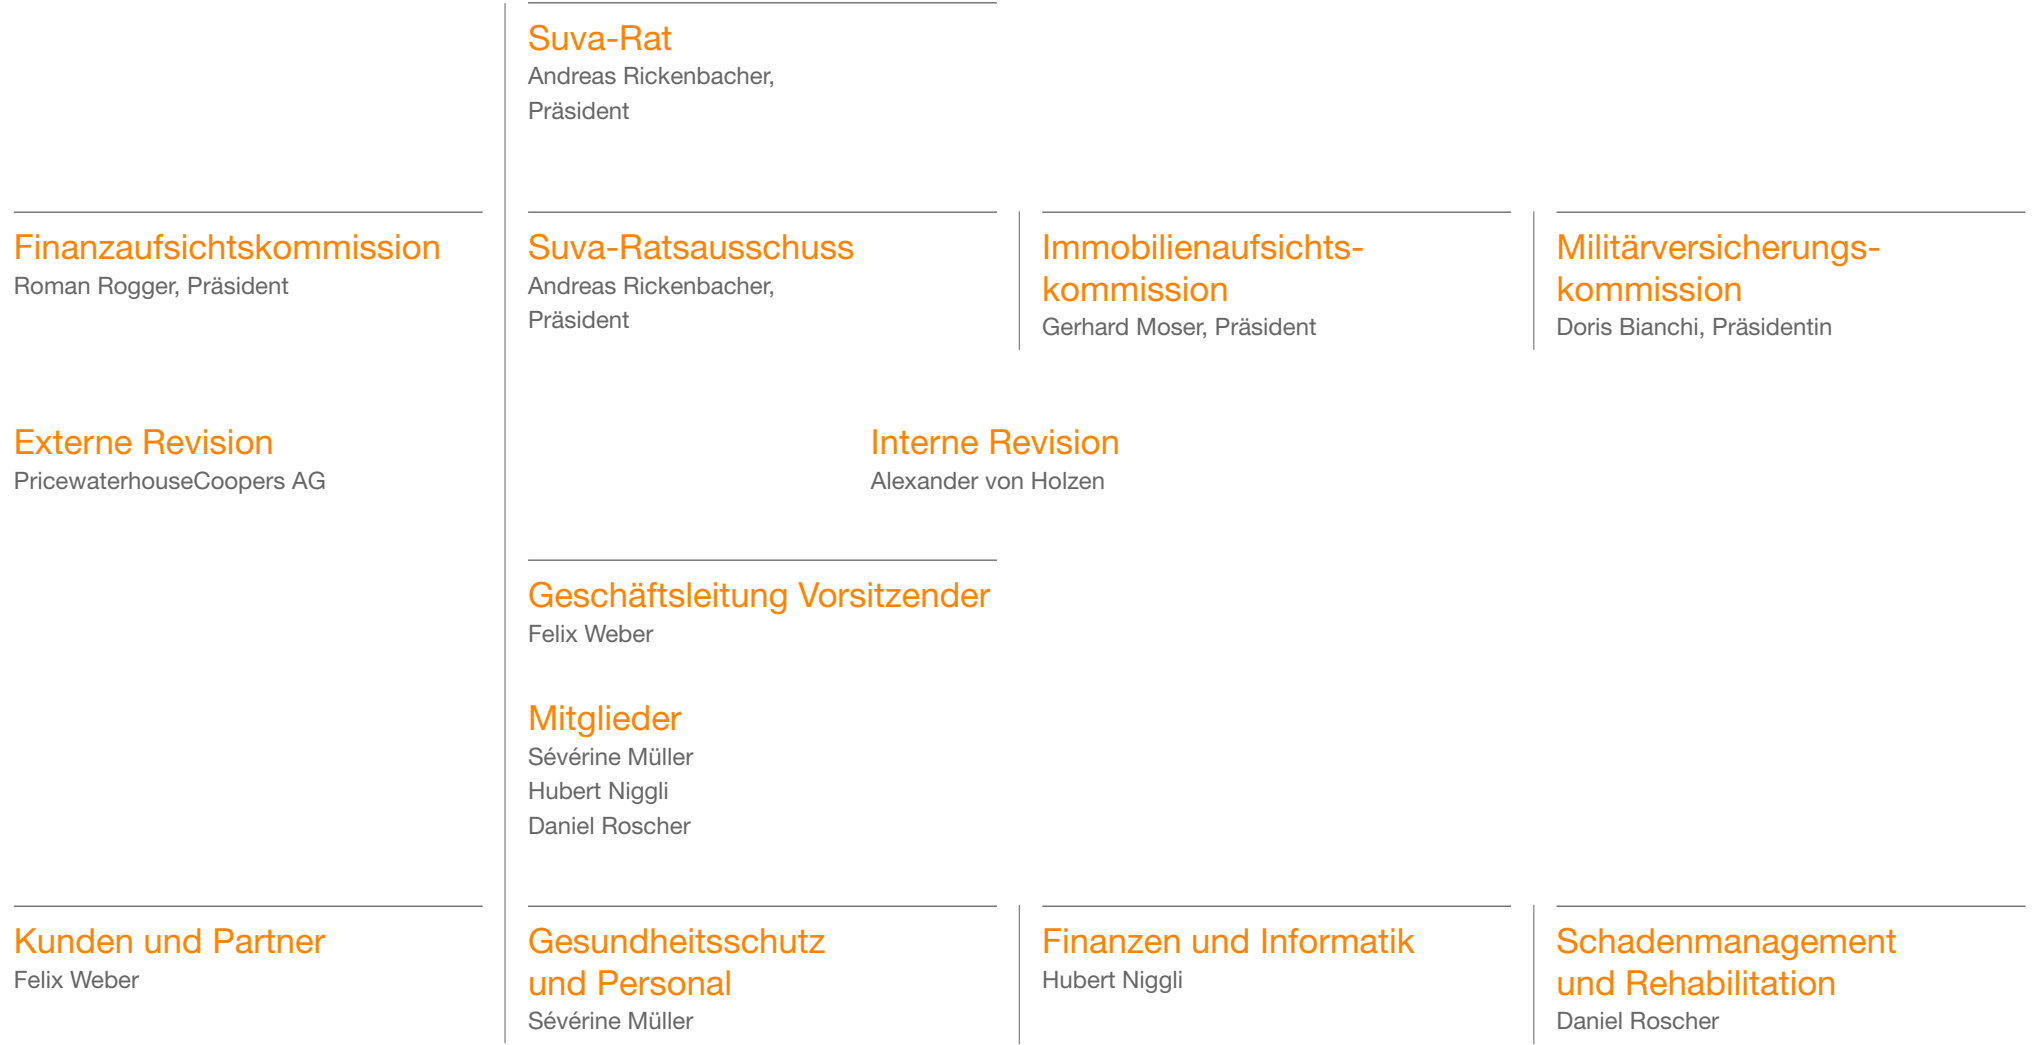 Suva-Rat
Andreas Rickenbacher,
Präsident
Finanzaufsichtskommission
Roman Rogger, Präsident
Suva-Ratsausschuss
Andreas Rickenbacher,
Präsident
Immobilienaufsichts-
kommission
Gerhard Moser, Präsident
Militärversicherungs-
kommission
Doris Bianchi, Präsidentin
Externe Revision
PricewaterhouseCoopers AG
Interne Revision
Alexander von Holzen
Geschäftsleitung Vorsitzender
Felix Weber
Mitglieder
Sévérine Müller
Hubert Niggli
Daniel Roscher
Kunden und Partner
Felix Weber
Gesundheitsschutz
und Personal
Sévérine Müller
Finanzen und Informatik
Hubert Niggli
Schadenmanagement
und Rehabilitation
Daniel Roscher